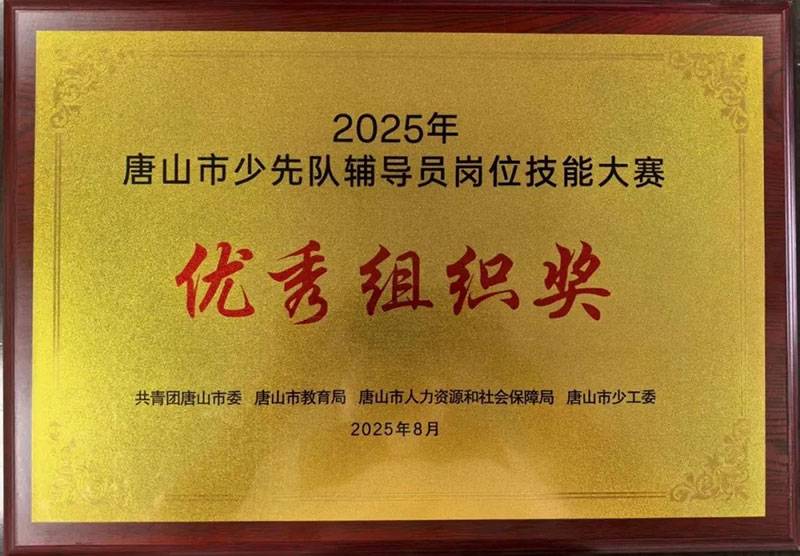 2025年
唐山市少先队辅导员岗位技能大赛
优秀组织奖
共青团唐山市委 唐山市教育局 唐山市人力资源和社会保障局 唐山市少工委
2025年8月